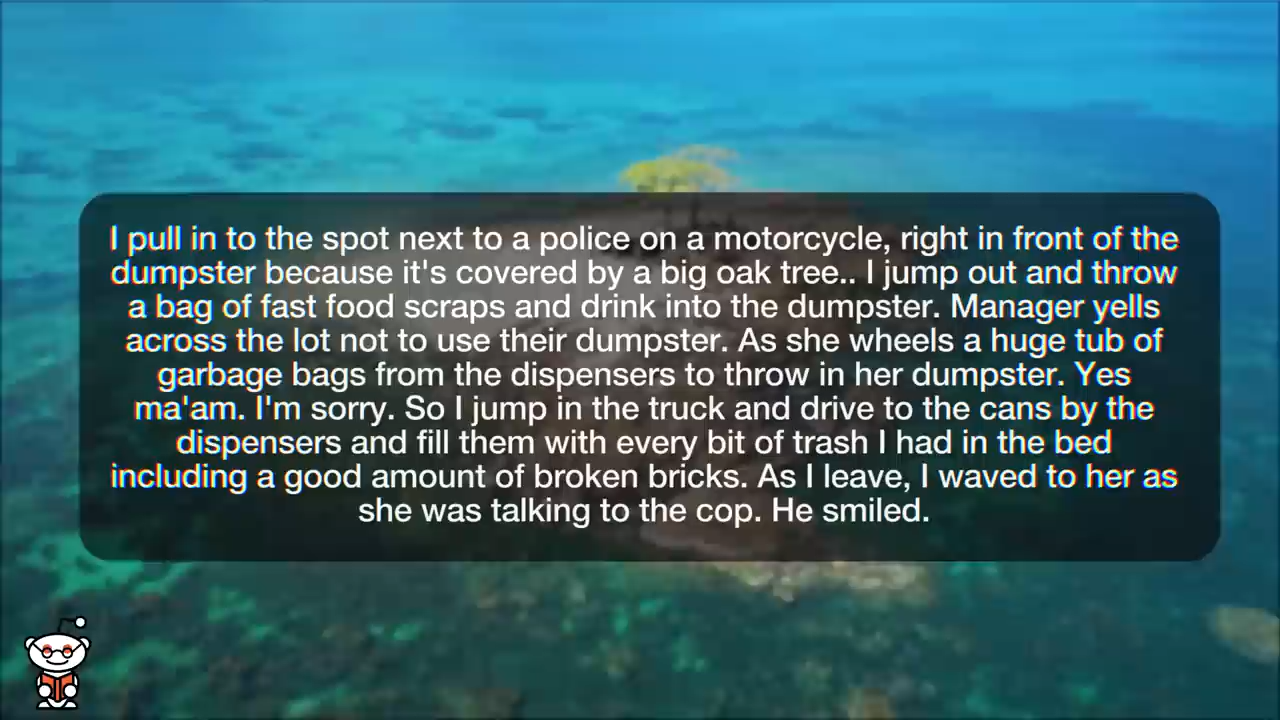 I pull in to the spot next to a police on a motorcycle, right in front of the
dumpster because it's covered by a big oak tree.. I jump out and throw
a bag of fast food scraps and drink into the dumpster. Manager yells
across the lot not to use their dumpster. As she wheels a huge tub of
garbage bags from the dispensers to throw in her dumpster. Yes
ma'am. I'm sorry. So I jump in the truck and drive to the cans by the
dispensers and fill them with every bit of trash I had in the bed
including a good amount of broken bricks. As I leave, I waved to her as
she was talking to the cop. He smiled.